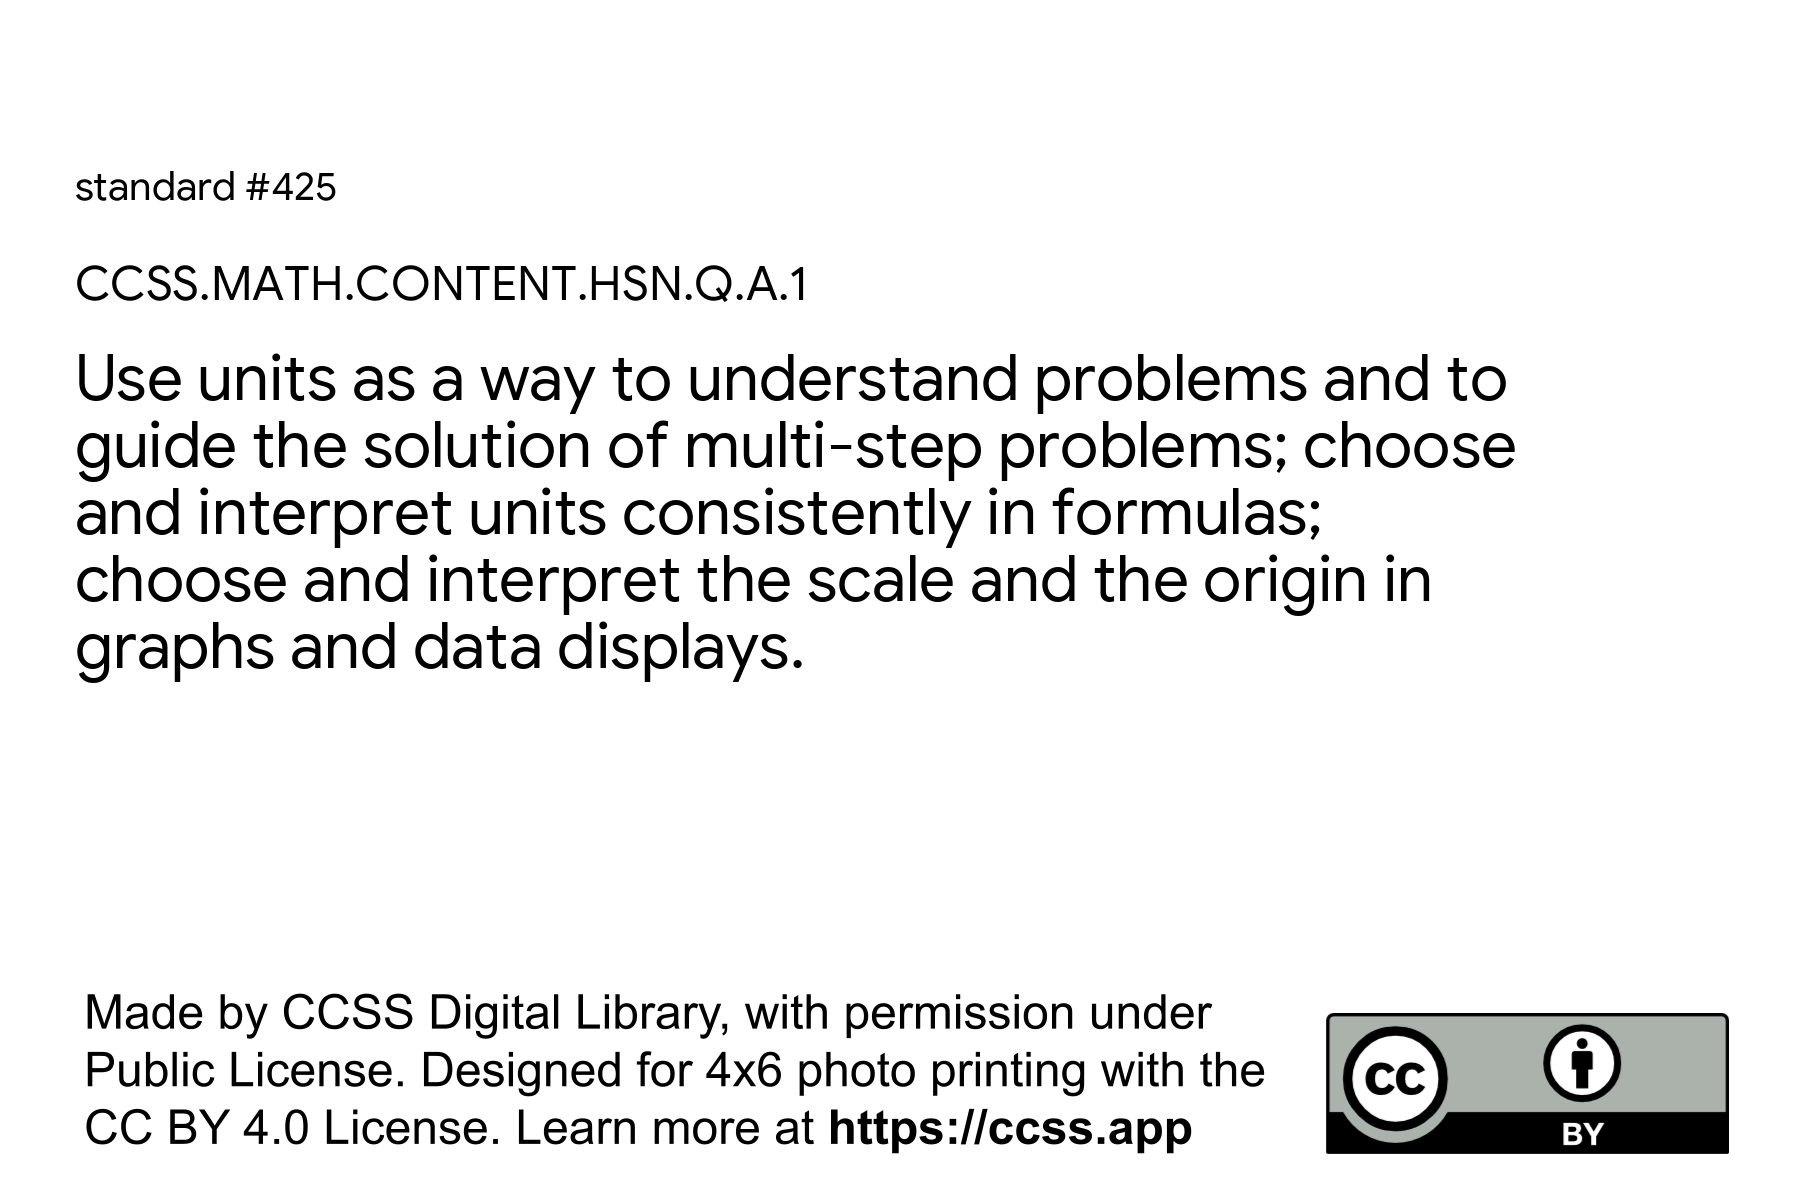 standard #425
CCSS.MATH.CONTENT.HSN.Q.A.1
Use units as a way to understand problems and to
guide the solution of multi-step problems; choose
and interpret units consistently in formulas;
choose and interpret the scale and the origin in
graphs and data displays.
Made by CCSS Digital Library, with permission under
Public License. Designed for 4x6 photo printing with the
CC BY 4.0 License. Learn more at https://ccss.app
CC
BY